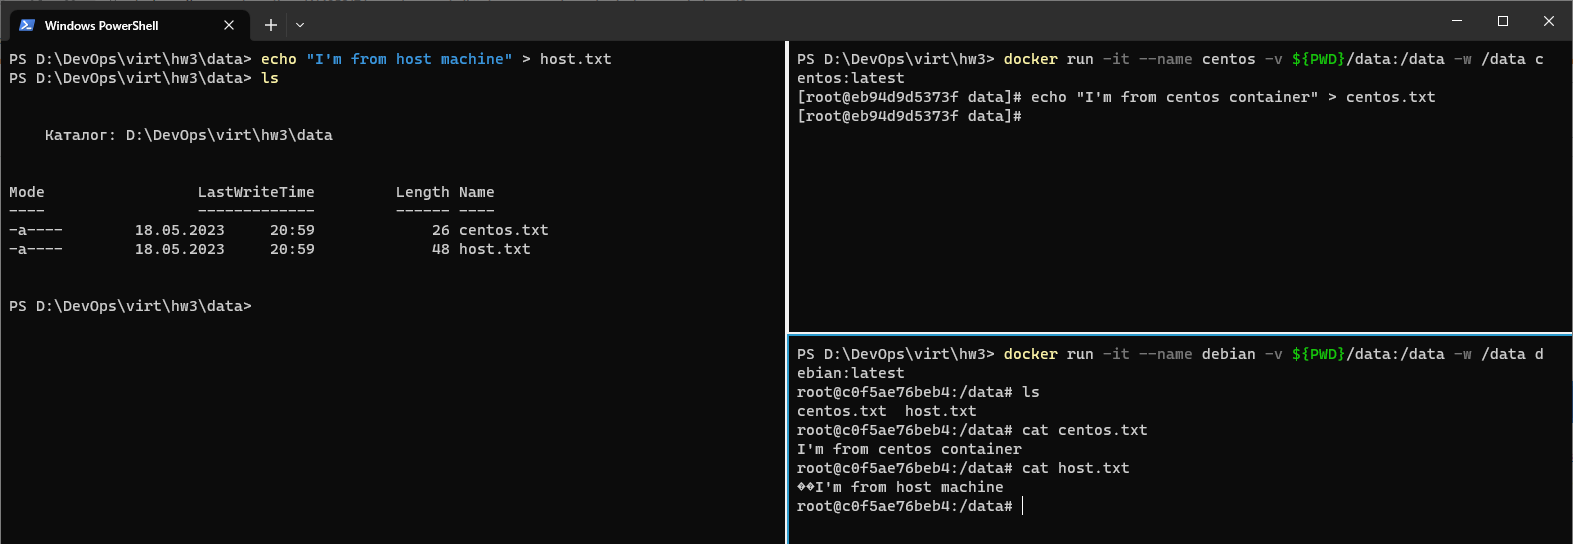 Windows PowerShell
PS D:\DevOps\virt\hw3\data> echo "I'm from host machine" > host.txt
PS D:\DevOps\virt\hw3\data> ls
Каталог: D:\DevOps\virt\hw3\data
Mode                 LastWriteTime         Length Name
----                 -------------         ------ ----
-a----        18.05.2023     20:59             26 centos.txt
-a----        18.05.2023     20:59             48 host.txt
PS D:\DevOps\virt\hw3\data>
PS D:\DevOps\virt\hw3> docker run -it --name centos -v ${PWD}/data:/data -w /data c
entos:latest
[root@eb94d9d5373f data]# echo "I'm from centos container" > centos.txt
[root@eb94d9d5373f data]#
PS D:\DevOps\virt\hw3> docker run -it --name debian -v ${PWD}/data:/data -w /data d
ebian:latest
root@c0f5ae76beb4:/data# ls
centos.txt  host.txt
root@c0f5ae76beb4:/data# cat centos.txt
I'm from centos container
root@c0f5ae76beb4:/data# cat host.txt
��I'm from host machine
root@c0f5ae76beb4:/data#